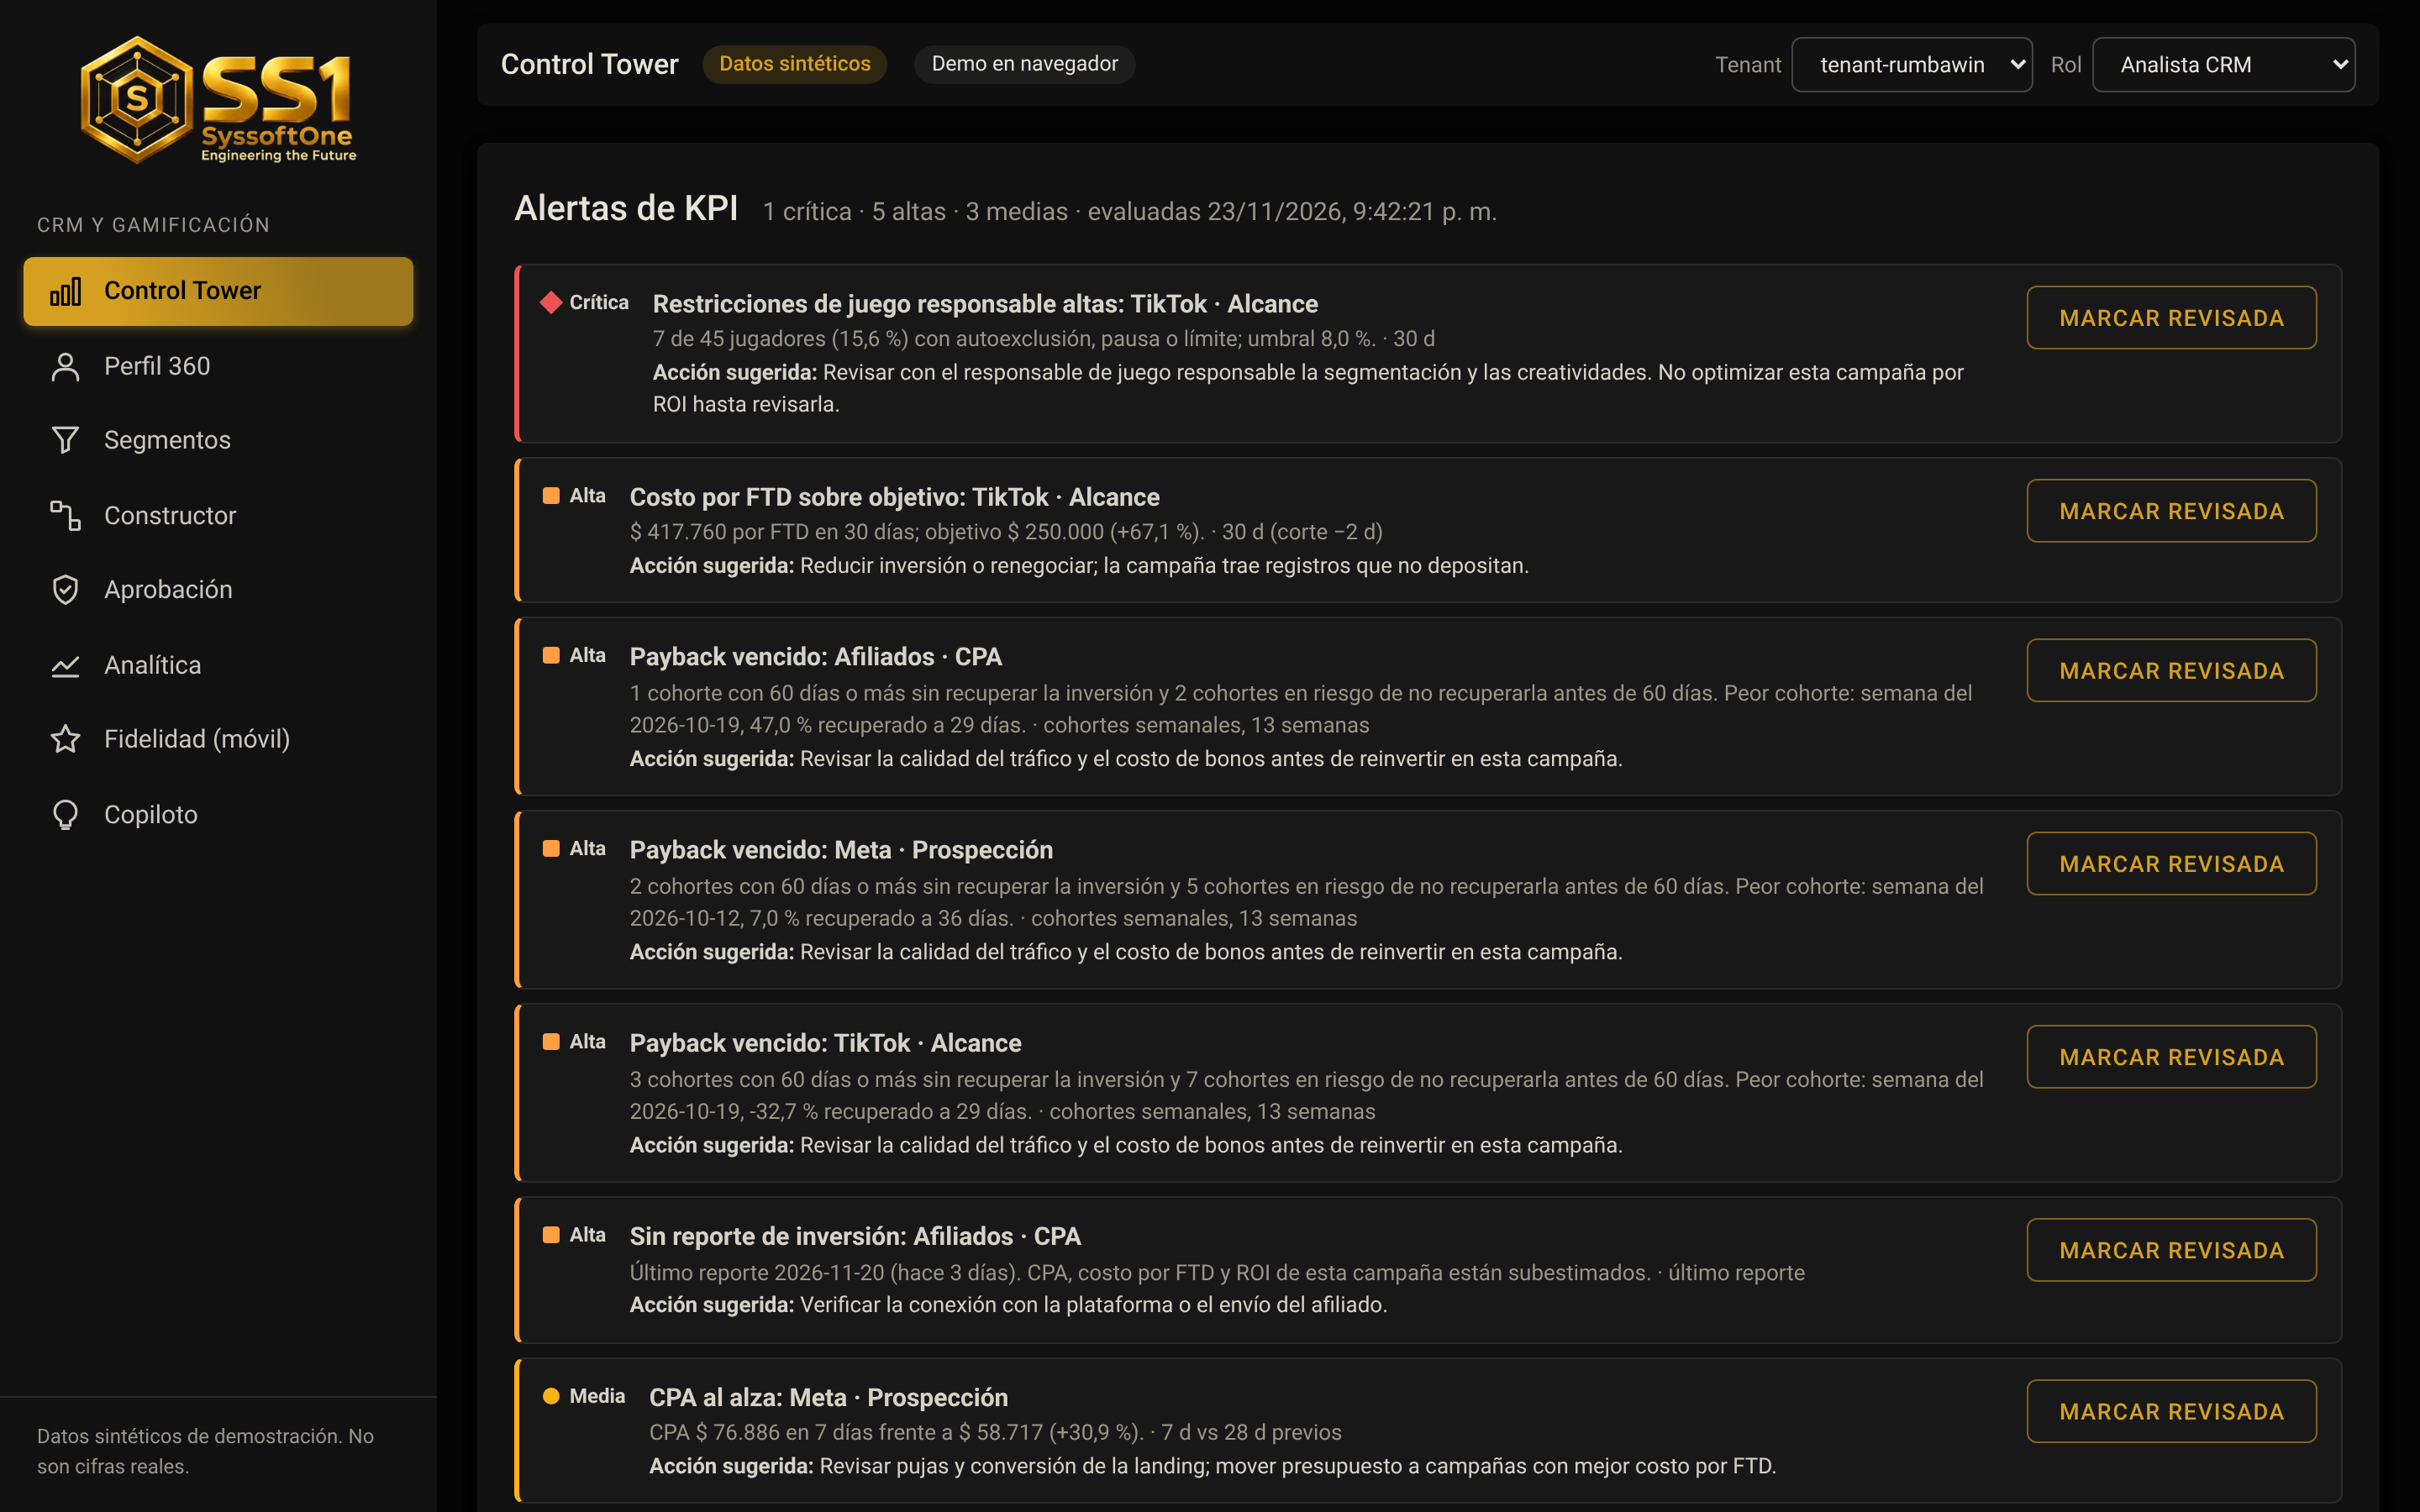 S
SS1
SyssoftOne
Engineering the Future
CRM Y GAMIFICACIÓN
Control Tower
Perfil 360
Segmentos
Constructor
Aprobación
Analítica
Fidelidad (móvil)
Copiloto
Datos sintéticos de demostración. No
son cifras reales.
Control Tower
Datos sintéticos
Demo en navegador
Tenant
tenant-rumbawin
Rol
Analista CRM
Alertas de KPI
1 crítica · 5 altas · 3 medias · evaluadas 23/11/2026, 9:42:21 p. m.
Crítica
Restricciones de juego responsable altas: TikTok · Alcance
7 de 45 jugadores (15,6 %) con autoexclusión, pausa o límite; umbral 8,0 %. · 30 d
Acción sugerida: Revisar con el responsable de juego responsable la segmentación y las creatividades. No optimizar esta campaña por
ROI hasta revisarla.
MARCAR REVISADA
Alta
Costo por FTD sobre objetivo: TikTok · Alcance
$ 417.760 por FTD en 30 días; objetivo $ 250.000 (+67,1 %). · 30 d (corte −2 d)
Acción sugerida: Reducir inversión o renegociar; la campaña trae registros que no depositan.
MARCAR REVISADA
Alta
Payback vencido: Afiliados · CPA
1 cohorte con 60 días o más sin recuperar la inversión y 2 cohortes en riesgo de no recuperarla antes de 60 días. Peor cohorte: semana del
2026-10-19, 47,0 % recuperado a 29 días. · cohortes semanales, 13 semanas
Acción sugerida: Revisar la calidad del tráfico y el costo de bonos antes de reinvertir en esta campaña.
MARCAR REVISADA
Alta
Payback vencido: Meta · Prospección
2 cohortes con 60 días o más sin recuperar la inversión y 5 cohortes en riesgo de no recuperarla antes de 60 días. Peor cohorte: semana del
2026-10-12, 7,0 % recuperado a 36 días. · cohortes semanales, 13 semanas
Acción sugerida: Revisar la calidad del tráfico y el costo de bonos antes de reinvertir en esta campaña.
MARCAR REVISADA
Alta
Payback vencido: TikTok · Alcance
3 cohortes con 60 días o más sin recuperar la inversión y 7 cohortes en riesgo de no recuperarla antes de 60 días. Peor cohorte: semana del
2026-10-19, -32,7 % recuperado a 29 días. · cohortes semanales, 13 semanas
Acción sugerida: Revisar la calidad del tráfico y el costo de bonos antes de reinvertir en esta campaña.
MARCAR REVISADA
Alta
Sin reporte de inversión: Afiliados · CPA
Último reporte 2026-11-20 (hace 3 días). CPA, costo por FTD y ROI de esta campaña están subestimados. · último reporte
Acción sugerida: Verificar la conexión con la plataforma o el envío del afiliado.
MARCAR REVISADA
Media
CPA al alza: Meta · Prospección
CPA $ 76.886 en 7 días frente a $ 58.717 (+30,9 %). · 7 d vs 28 d previos
Acción sugerida: Revisar pujas y conversión de la landing; mover presupuesto a campañas con mejor costo por FTD.
MARCAR REVISADA